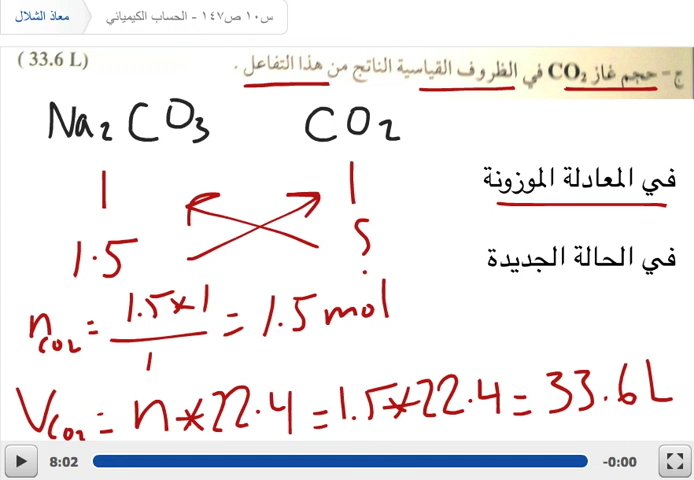 معاذ الشلال
س١٠ ص١٤٧ - الحساب الكيميائي
ج - حجم غاز CO₂ في الظروف القياسية الناتج من هذا التفاعل . (33.6 L)
Na₂CO₃ CO₂
في المعادلة الموزونة 1 1
في الحالة الجديدة 1.5 ؟
n_CO₂ = 1.5*1 / 1 = 1.5 mol
V_CO₂ = n*22.4 = 1.5*22.4 = 33.6 L
8:02 -0:00